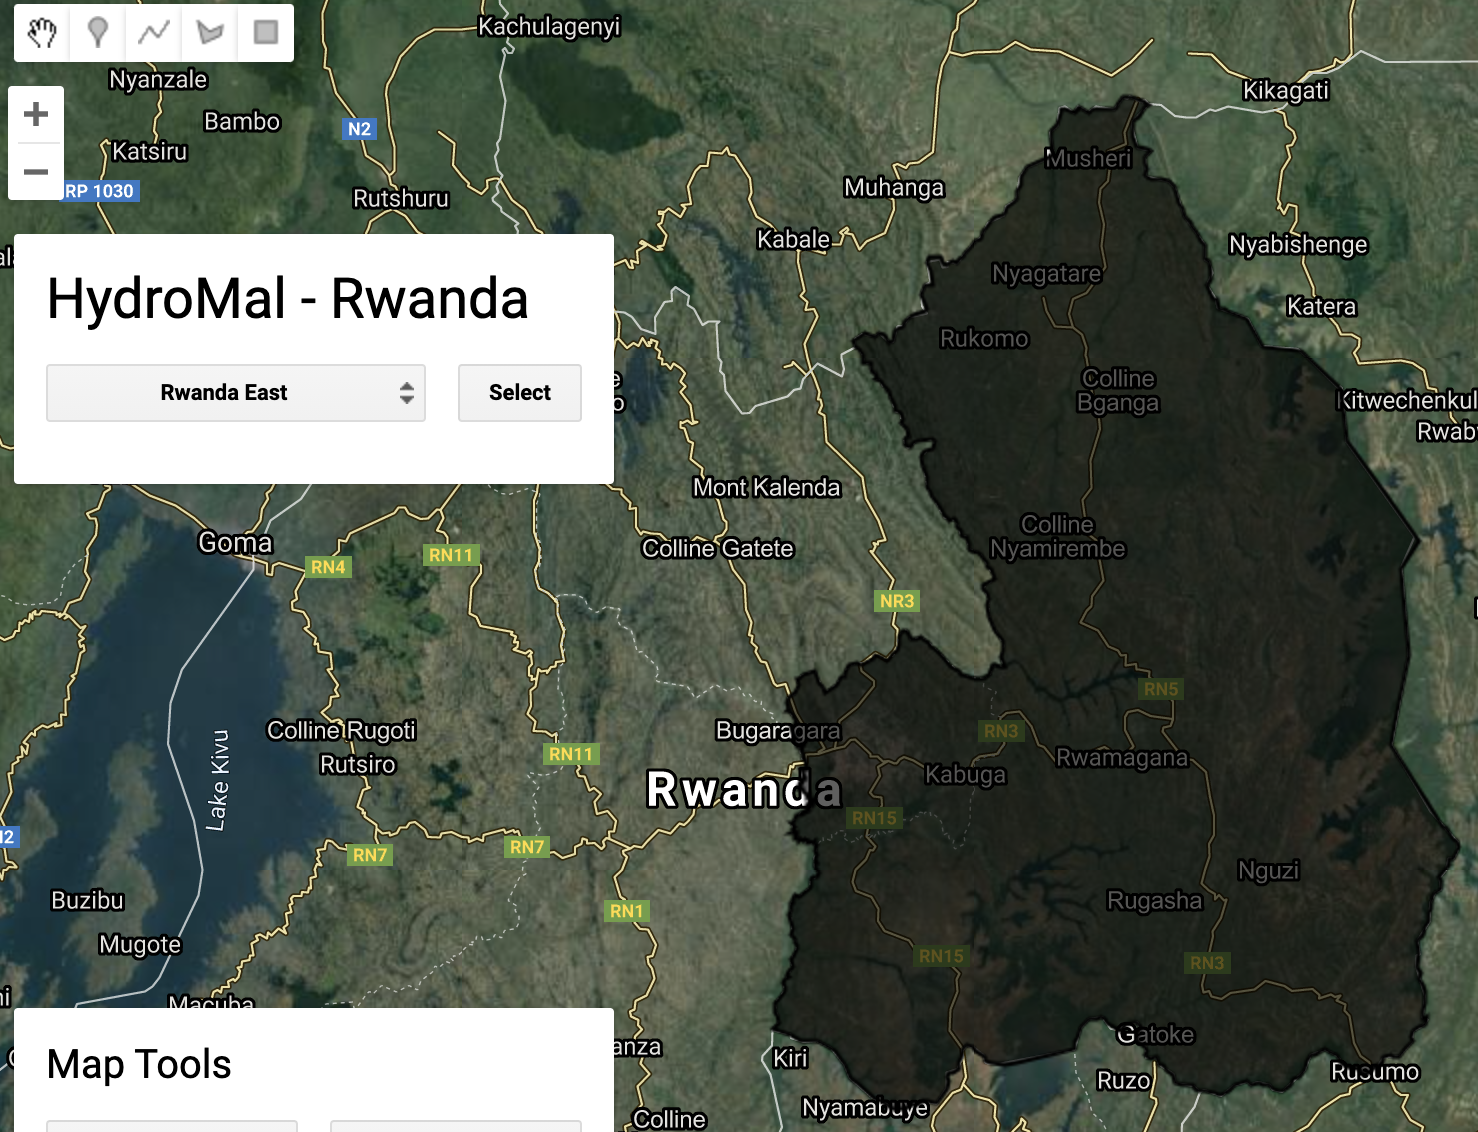 Kachulagenyi
Nyanzale
Kikagati
Bambo
N2
Katsiru
Musheri
RP 1030
Rutshuru
Muhanga
Kabale
Nyabishenge
Nyagatare
HydroMal - Rwanda
Katera
Rukomo
Colline
Bganga
Rwanda East
Select
Kitwechenkul
Rwab
Mont Kalenda
Colline
Nyamirembe
Goma
Colline Gatete
RN4
RN11
NR3
RN5
Colline Rugoti
Bugaragara
RN3
Rutsiro
RN11
Rwamagana
Lake Kivu
Rwanda
Kabuga
RN15
RN7
RN7
Nguzi
Buzibu
RN1
Rugasha
Mugote
RN15
RN3
Macuba
Gatoke
Map Tools
anza
Kiri
Ruzo
Rusumo
Nyamabuye
Colline